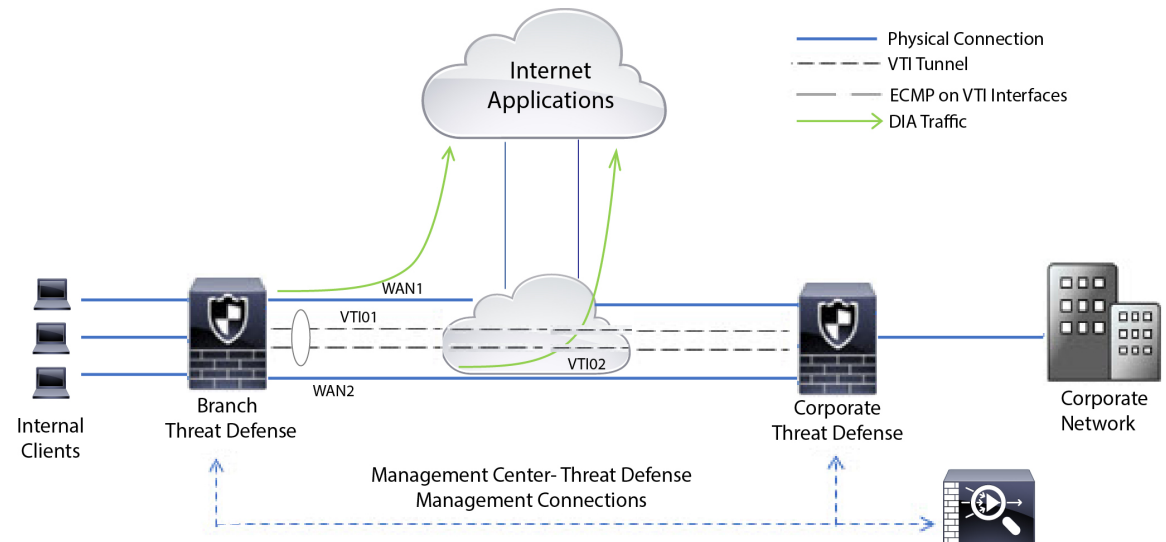 Internet
Applications
Physical Connection
VTI Tunnel
ECMP on VTI Interfaces
DIA Traffic
WAN1
VTI01
VTI02
WAN2
Internal
Clients
Branch
Threat Defense
Corporate
Threat Defense
Corporate
Network
Management Center- Threat Defense
Management Connections